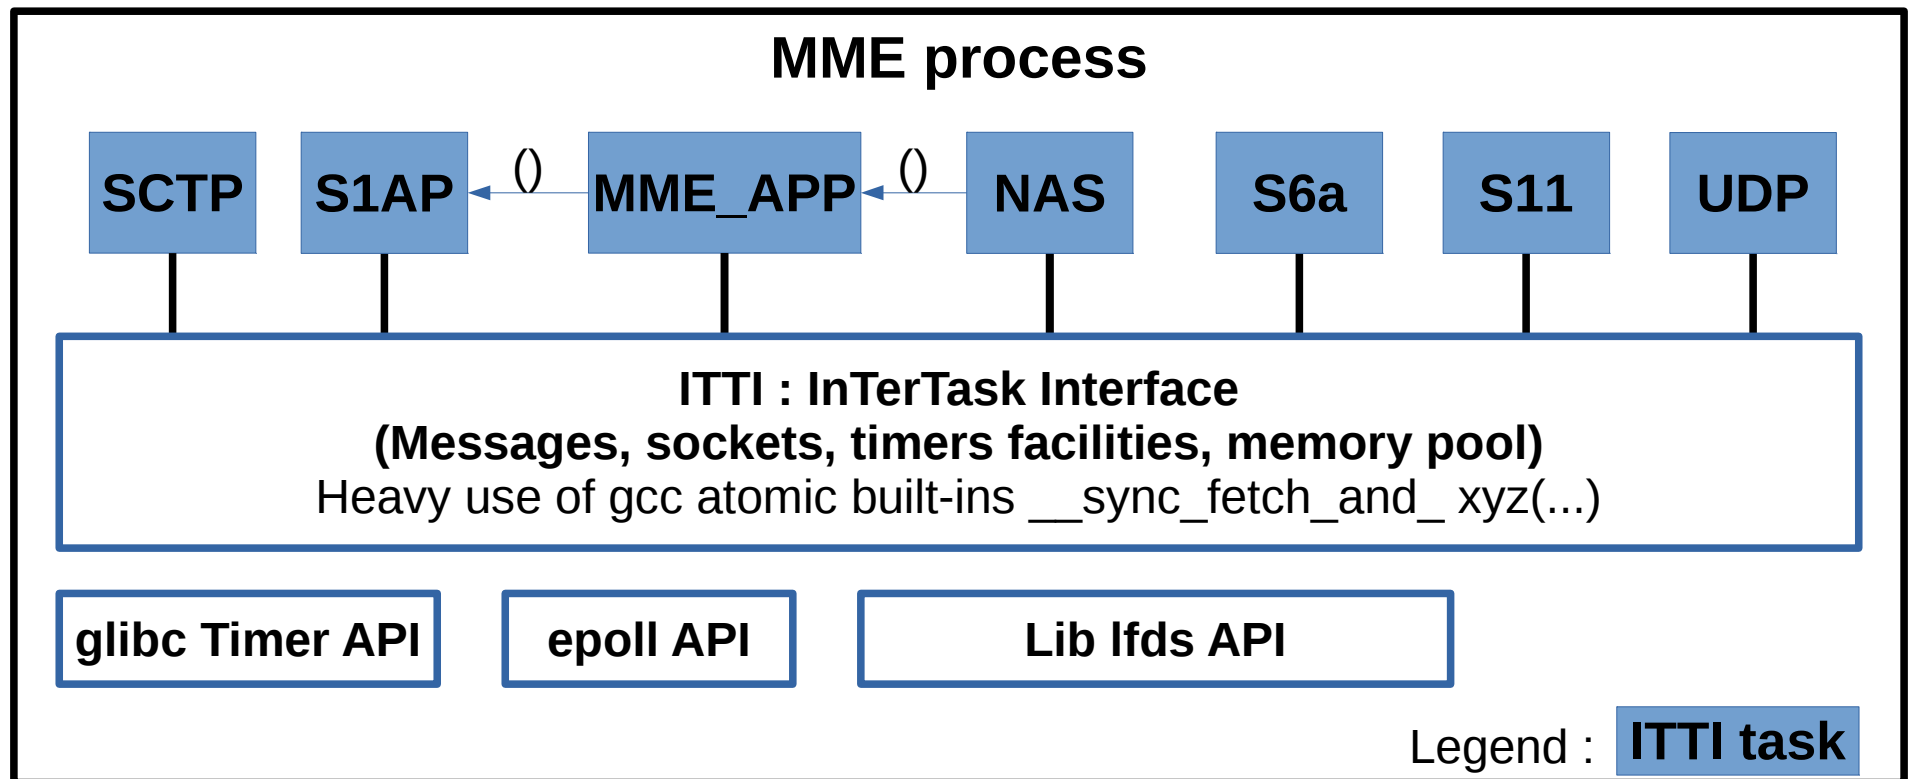 MME process
SCTP
S1AP
()
MME_APP
()
NAS
S6a
S11
UDP
ITTI : InTerTask Interface
(Messages, sockets, timers facilities, memory pool)
Heavy use of gcc atomic built-ins __sync_fetch_and_ xyz(...)
glibc Timer API
epoll API
Lib lfds API
Legend :
ITTI task